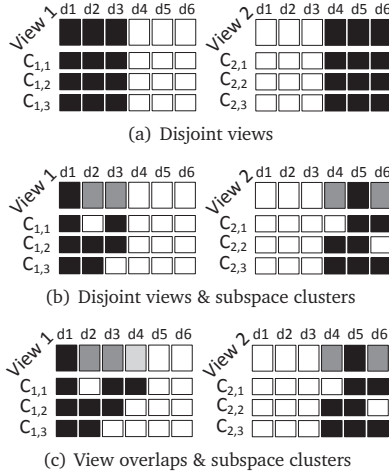 View 1 d1 d2 d3 d4 d5 d6 View 2 d1 d2 d3 d4 d5 d6
C1,1 C2,1
C1,2 C2,2
C1,3 C2,3
(a) Disjoint views
View 1 d1 d2 d3 d4 d5 d6 View 2 d1 d2 d3 d4 d5 d6
C1,1 C2,1
C1,2 C2,2
C1,3 C2,3
(b) Disjoint views & subspace clusters
View 1 d1 d2 d3 d4 d5 d6 View 2 d1 d2 d3 d4 d5 d6
C1,1 C2,1
C1,2 C2,2
C1,3 C2,3
(c) View overlaps & subspace clusters